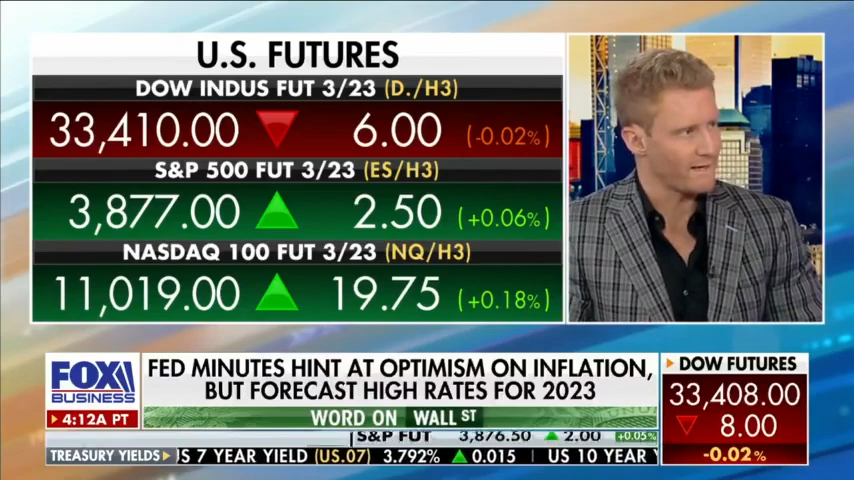 U.S. FUTURES
DOW INDUS FUT 3/23 (D./H3)
33,410.00 ▼ 6.00 (-0.02%)
S&P 500 FUT 3/23 (ES/H3)
3,877.00 ▲ 2.50 (+0.06%)
NASDAQ 100 FUT 3/23 (NQ/H3)
11,019.00 ▲ 19.75 (+0.18%)
FOX
BUSINESS
4:12A PT
FED MINUTES HINT AT OPTIMISM ON INFLATION,
BUT FORECAST HIGH RATES FOR 2023
WORD ON WALL ST
DOW FUTURES
33,408.00
▼ 8.00
-0.02%
S&P FUT 3,876.50 ▲ 2.00 +0.05%
TREASURY YIELDS US 7 YEAR YIELD (US.07) 3.792% ▲ 0.015 US 10 YEAR